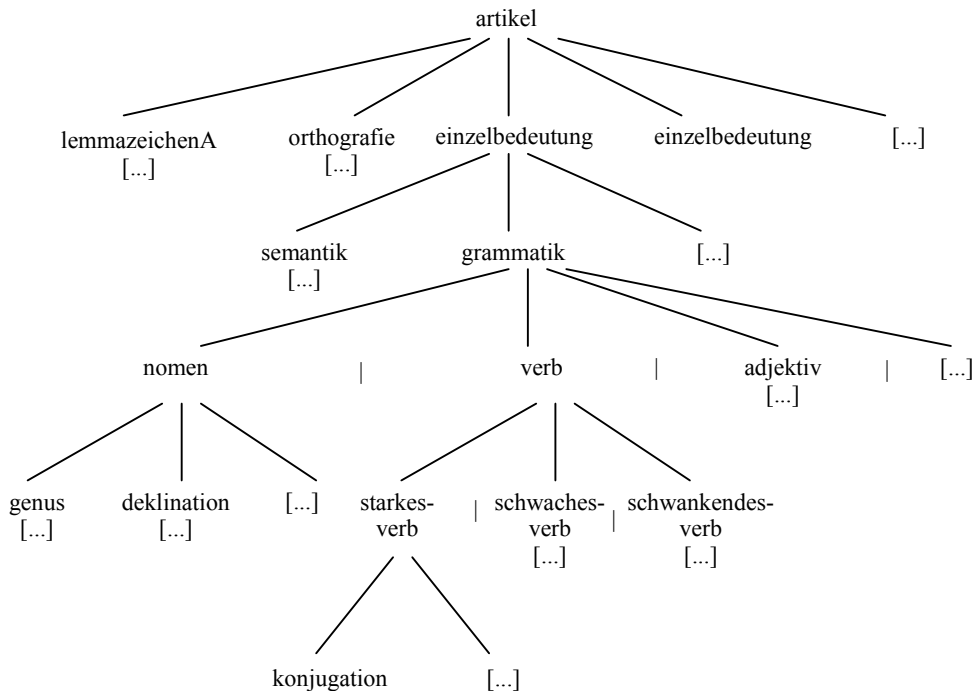 artikel
lemmazeichenA orthografie einzelbedeutung einzelbedeutung [...]
[...] [...]
semantik grammatik [...]
[...]
nomen | verb | adjektiv | [...]
[...]
genus deklination [...] starkes- | schwaches- | schwankendes-
[...] [...] verb verb verb
[...] [...]
konjugation [...]